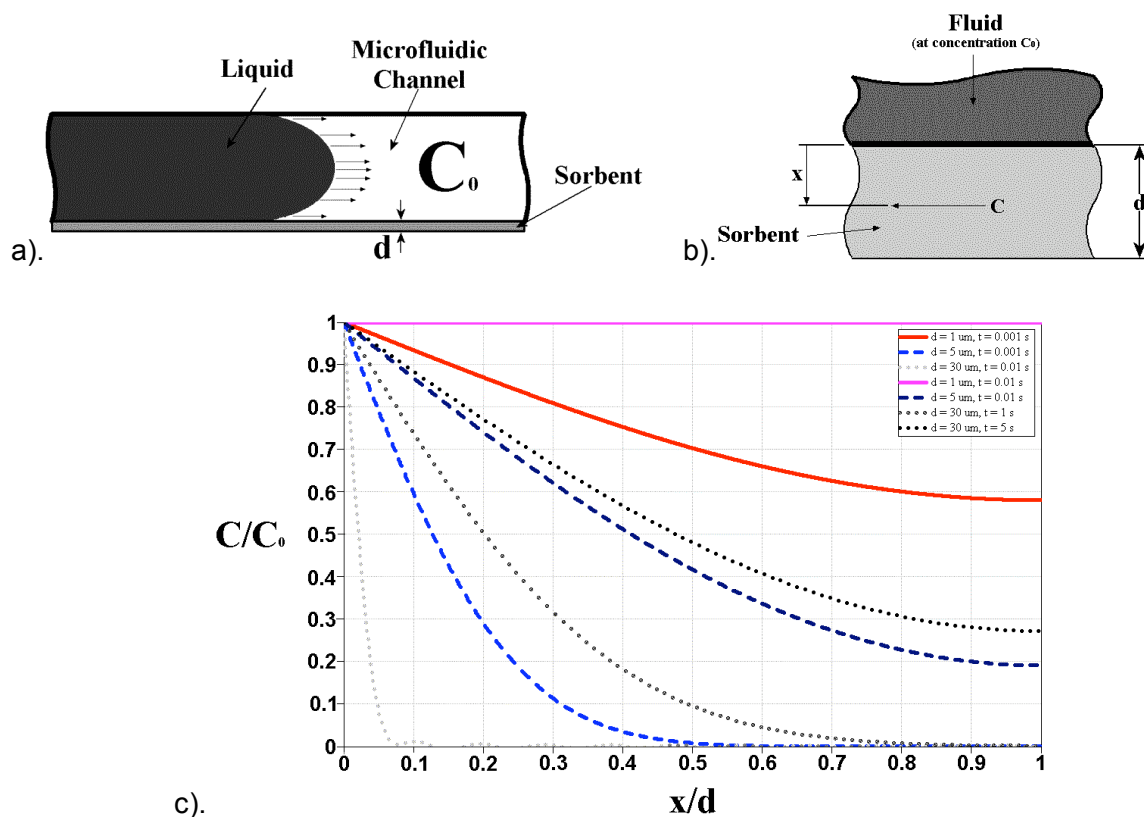 Liquid
Microfluidic
Channel
C₀
Sorbent
d
a).
Fluid
(at concentration C₀)
x
C
d
Sorbent
b).
1
0.9
0.8
0.7
0.6
0.5
0.4
0.3
0.2
0.1
0
C/C₀
d = 1 um, t = 0.001 s
d = 5 um, t = 0.001 s
d = 30 um, t = 0.01 s
d = 1 um, t = 0.01 s
d = 5 um, t = 0.01 s
d = 30 um, t = 1 s
d = 30 um, t = 5 s
0 0.1 0.2 0.3 0.4 0.5 0.6 0.7 0.8 0.9 1
x/d
c).